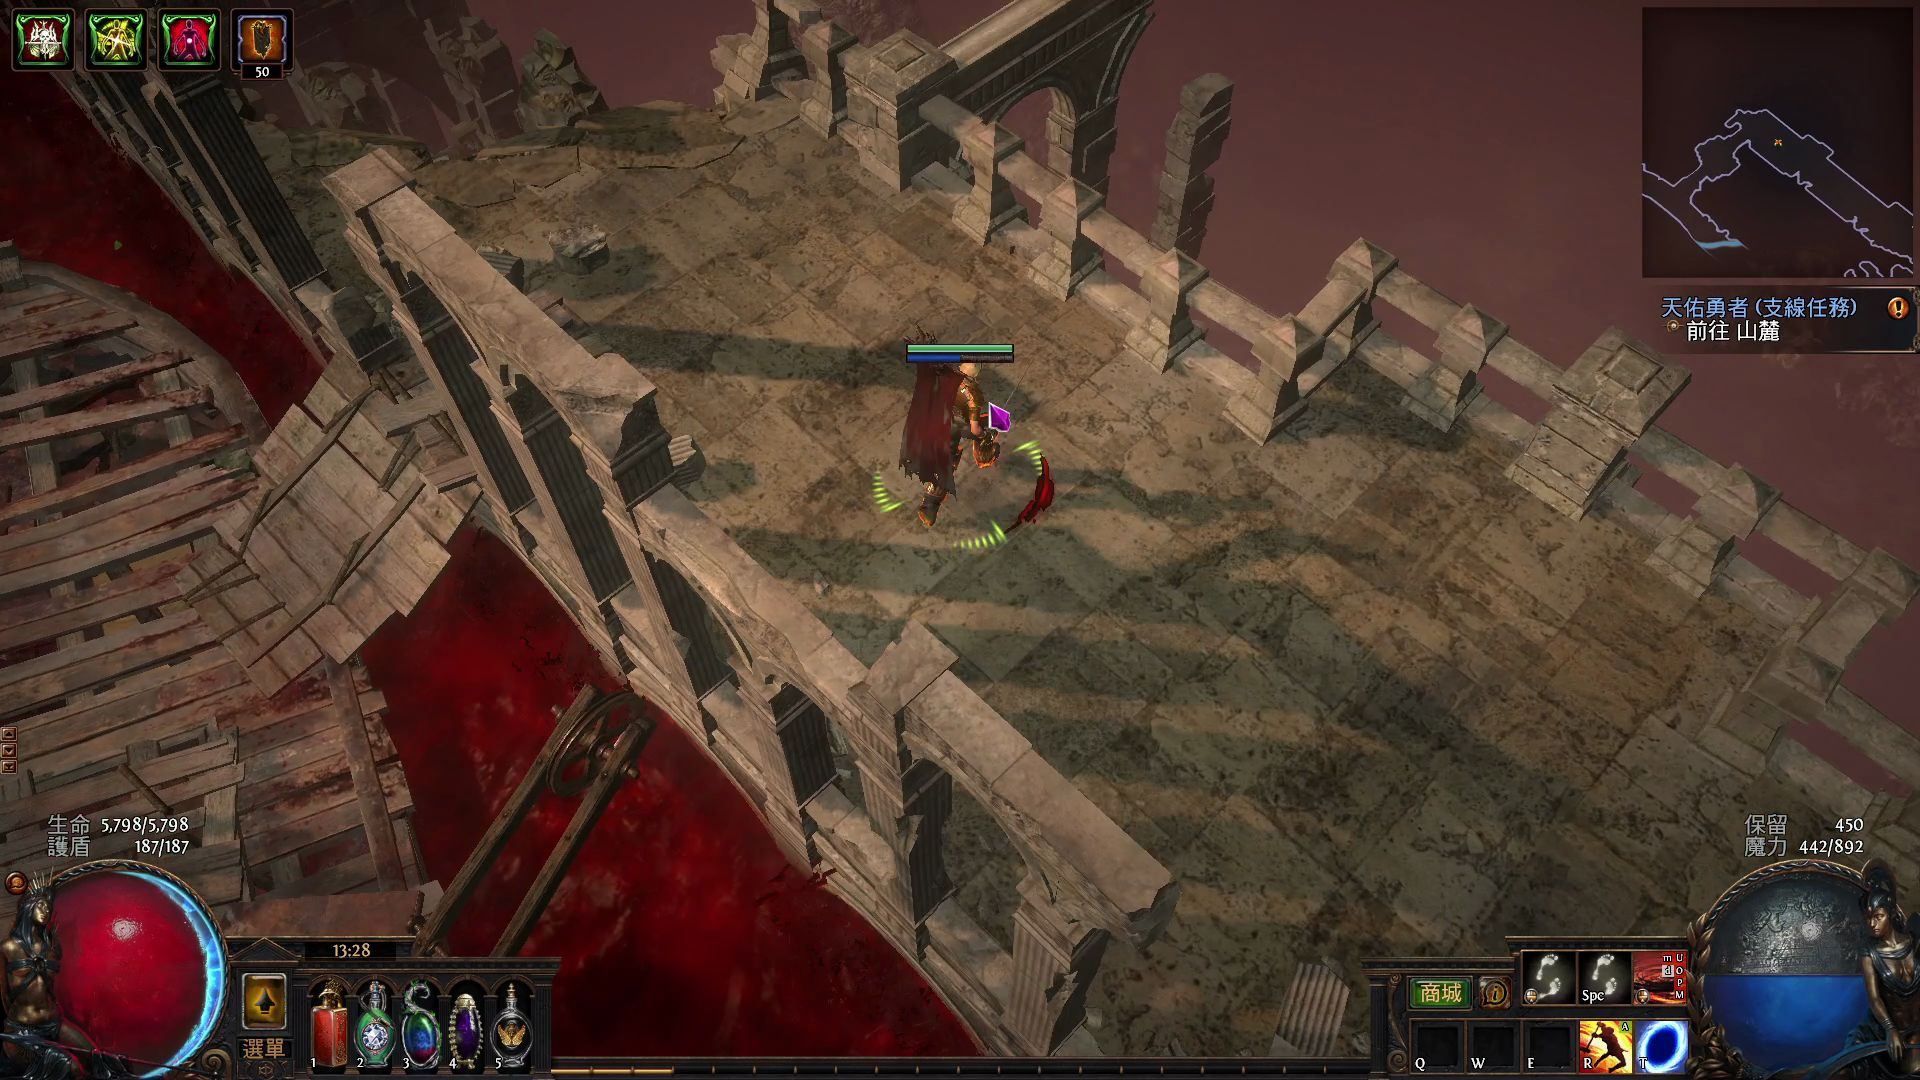 50
天佑勇者 (支線任務)
前往 山麓
生命 5,798/5,798
護盾 187/187
保留 450
魔力 442/892
13:28
選單
1 2 3 4 5
商城
Spc
m U
d O
P
M
Q W E R A T